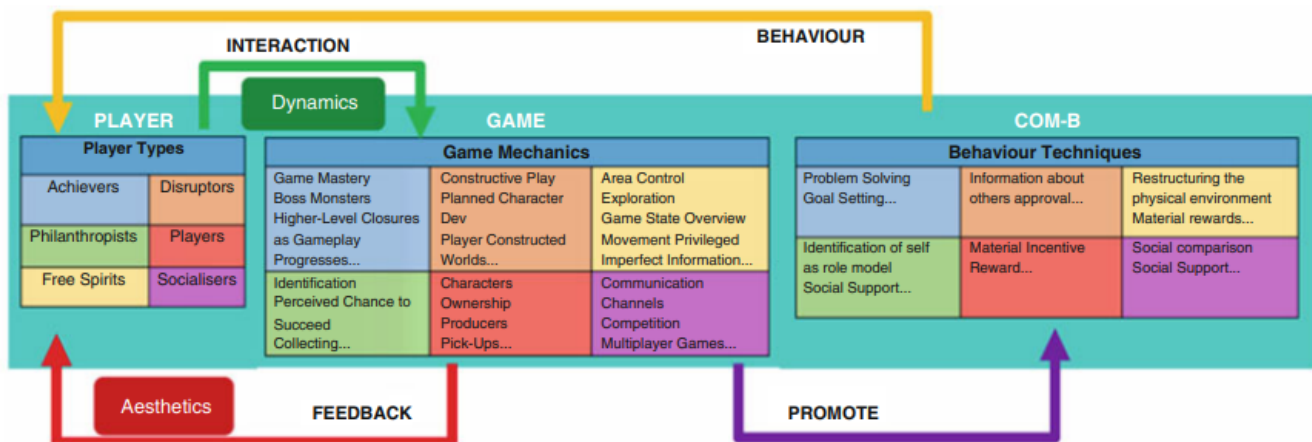 INTERACTION
BEHAVIOUR
Dynamics
PLAYER
GAME
COM-B
Player Types
Achievers
Disruptors
Philanthropists
Players
Free Spirits
Socialisers
Game Mechanics
Game Mastery
Boss Monsters
Higher-Level Closures
as Gameplay
Progresses...
Constructive Play
Planned Character
Dev
Player Constructed
Worlds...
Area Control
Exploration
Game State Overview
Movement Privileged
Imperfect Information...
Identification
Perceived Chance to
Succeed
Collecting...
Characters
Ownership
Producers
Pick-Ups...
Communication
Channels
Competition
Multiplayer Games...
Behaviour Techniques
Problem Solving
Goal Setting...
Information about
others approval...
Restructuring the
physical environment
Material rewards...
Identification of self
as role model
Social Support...
Material Incentive
Reward...
Social comparison
Social Support...
Aesthetics
FEEDBACK
PROMOTE